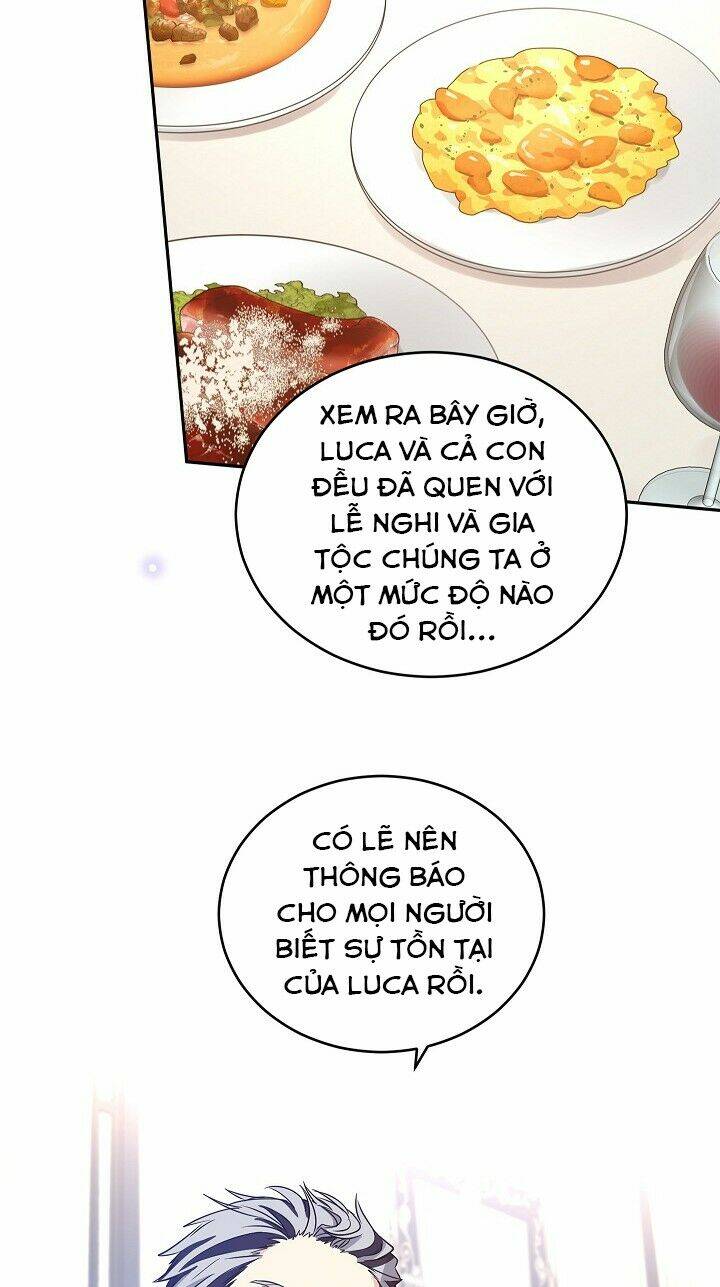 XEM RA BÂY GIỜ,
LUCA VÀ CẢ CON
ĐỀU ĐÃ QUEN VỚI
LỄ NGHI VÀ GIA
TỘC CHÚNG TA Ở
MỘT MỨC ĐỘ NÀO
ĐÓ RỒI...
CÓ LẼ NÊN
THÔNG BÁO
CHO MỌI NGƯỜI
BIẾT SỰ TỒN TẠI
CỦA LUCA RỒI.